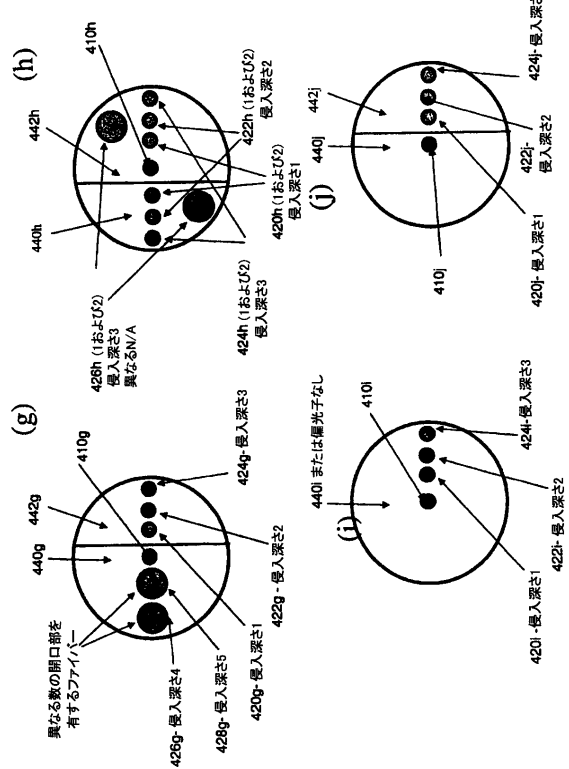 (g)
異なる数の開口部を
有するファイバー
440g
442g
410g
424g- 侵入深さ3
426g- 侵入深さ4
428g- 侵入深さ5
420g- 侵入深さ1
422g - 侵入深さ2
(h)
440h
442h
410h
426h (1および2)
侵入深さ3
異なるN/A
424h (1および2)
侵入深さ3
420h (1および2)
侵入深さ1
422h (1および2)
侵入深さ2
(i)
440i または偏光子なし
410i
420i -侵入深さ1
422i- 侵入深さ2
424i-侵入深さ3
(j)
440j
442j
410j
420j- 侵入深さ1
422j-
侵入深さ2
424j- 侵入深さ